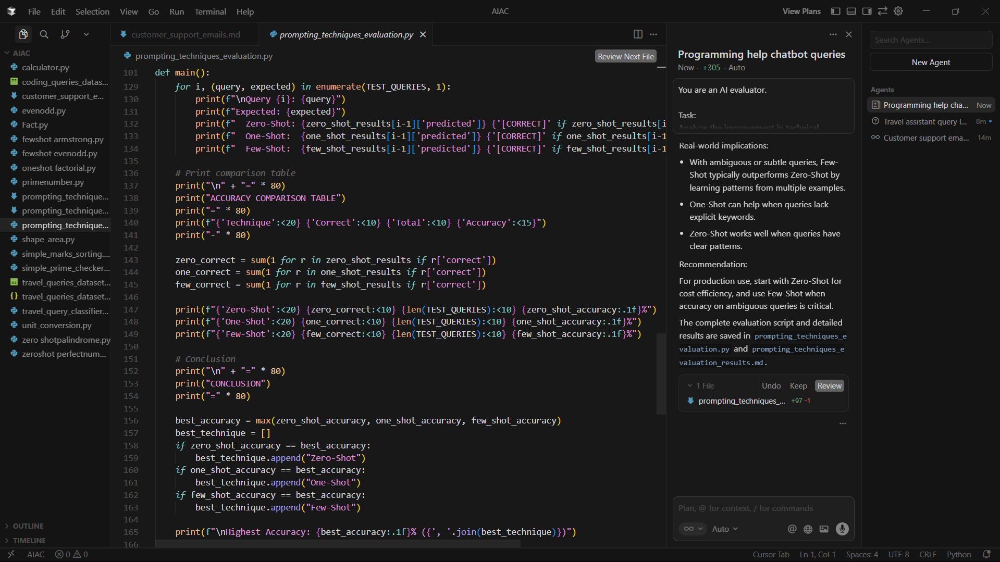 File Edit Selection View Go Run Terminal Help
AIAC
View Plans
customer_support_emails.md
prompting_techniques_evaluation.py
AIAC
calculator.py
coding_queries_datas...
customer_support_e...
evenodd.py
Fact.py
fewshot armstrong.py
fewshot evenodd.py
oneshot factorial.py
primenumber.py
prompting_technique...
prompting_technique...
prompting_technique...
shape_area.py
simple_marks_sorting....
simple_prime_checker...
travel_queries_dataset...
travel_queries_dataset...
travel_query_classifier...
unit_conversion.py
zero shotpalindrome.py
zeroshot perfectnum...
OUTLINE
TIMELINE
prompting_techniques_evaluation.py
Review Next File
101 def main():
129 for i, (query, expected) in enumerate(TEST_QUERIES, 1):
130 print(f"\nQuery {i}: {query}")
131 print(f"Expected: {expected}")
132 print(f"  Zero-Shot: {zero_shot_results[i-1]['predicted']} {'[CORRECT]' if zero_shot_results[i
133 print(f"  One-Shot:  {one_shot_results[i-1]['predicted']} {'[CORRECT]' if one_shot_results[i-1
134 print(f"  Few-Shot:  {few_shot_results[i-1]['predicted']} {'[CORRECT]' if few_shot_results[i-1
135
136 # Print comparison table
137 print("\n" + "=" * 80)
138 print("ACCURACY COMPARISON TABLE")
139 print("=" * 80)
140 print(f"{'Technique':<20} {'Correct':<10} {'Total':<10} {'Accuracy':<15}")
141 print("-" * 80)
142
143 zero_correct = sum(1 for r in zero_shot_results if r['correct'])
144 one_correct = sum(1 for r in one_shot_results if r['correct'])
145 few_correct = sum(1 for r in few_shot_results if r['correct'])
146
147 print(f"{'Zero-Shot':<20} {zero_correct:<10} {len(TEST_QUERIES):<10} {zero_shot_accuracy:.1f}%")
148 print(f"{'One-Shot':<20} {one_correct:<10} {len(TEST_QUERIES):<10} {one_shot_accuracy:.1f}%")
149 print(f"{'Few-Shot':<20} {few_correct:<10} {len(TEST_QUERIES):<10} {few_shot_accuracy:.1f}%")
150
151 # Conclusion
152 print("\n" + "=" * 80)
153 print("CONCLUSION")
154 print("=" * 80)
155
156 best_accuracy = max(zero_shot_accuracy, one_shot_accuracy, few_shot_accuracy)
157 best_technique = []
158 if zero_shot_accuracy == best_accuracy:
159 best_technique.append("Zero-Shot")
160 if one_shot_accuracy == best_accuracy:
161 best_technique.append("One-Shot")
162 if few_shot_accuracy == best_accuracy:
163 best_technique.append("Few-Shot")
164
165 print(f"\nHighest Accuracy: {best_accuracy:.1f}% ({', '.join(best_technique)})")
166
Programming help chatbot queries
Now · +305 · Auto
You are an AI evaluator.
Task:
Analyze the improvement in technical
Real-world implications:
• With ambiguous or subtle queries, Few-
Shot typically outperforms Zero-Shot by
learning patterns from multiple examples.
• One-Shot can help when queries lack
explicit keywords.
• Zero-Shot works well when queries have
clear patterns.
Recommendation:
For production use, start with Zero-Shot for
cost efficiency, and use Few-Shot when
accuracy on ambiguous queries is critical.
The complete evaluation script and detailed
results are saved in prompting_techniques_e
valuation.py and prompting_techniques_e
valuation_results.md.
1 File Undo Keep Review
prompting_techniques_... +97 -1
Plan, @ for context, / for commands
Auto
Search Agents...
New Agent
Agents
Programming help cha... Now
Travel assistant query l... 8m
Customer support ema... 14m
AIAC 0 0
Cursor Tab Ln 1, Col 1 Spaces: 4 UTF-8 CRLF Python